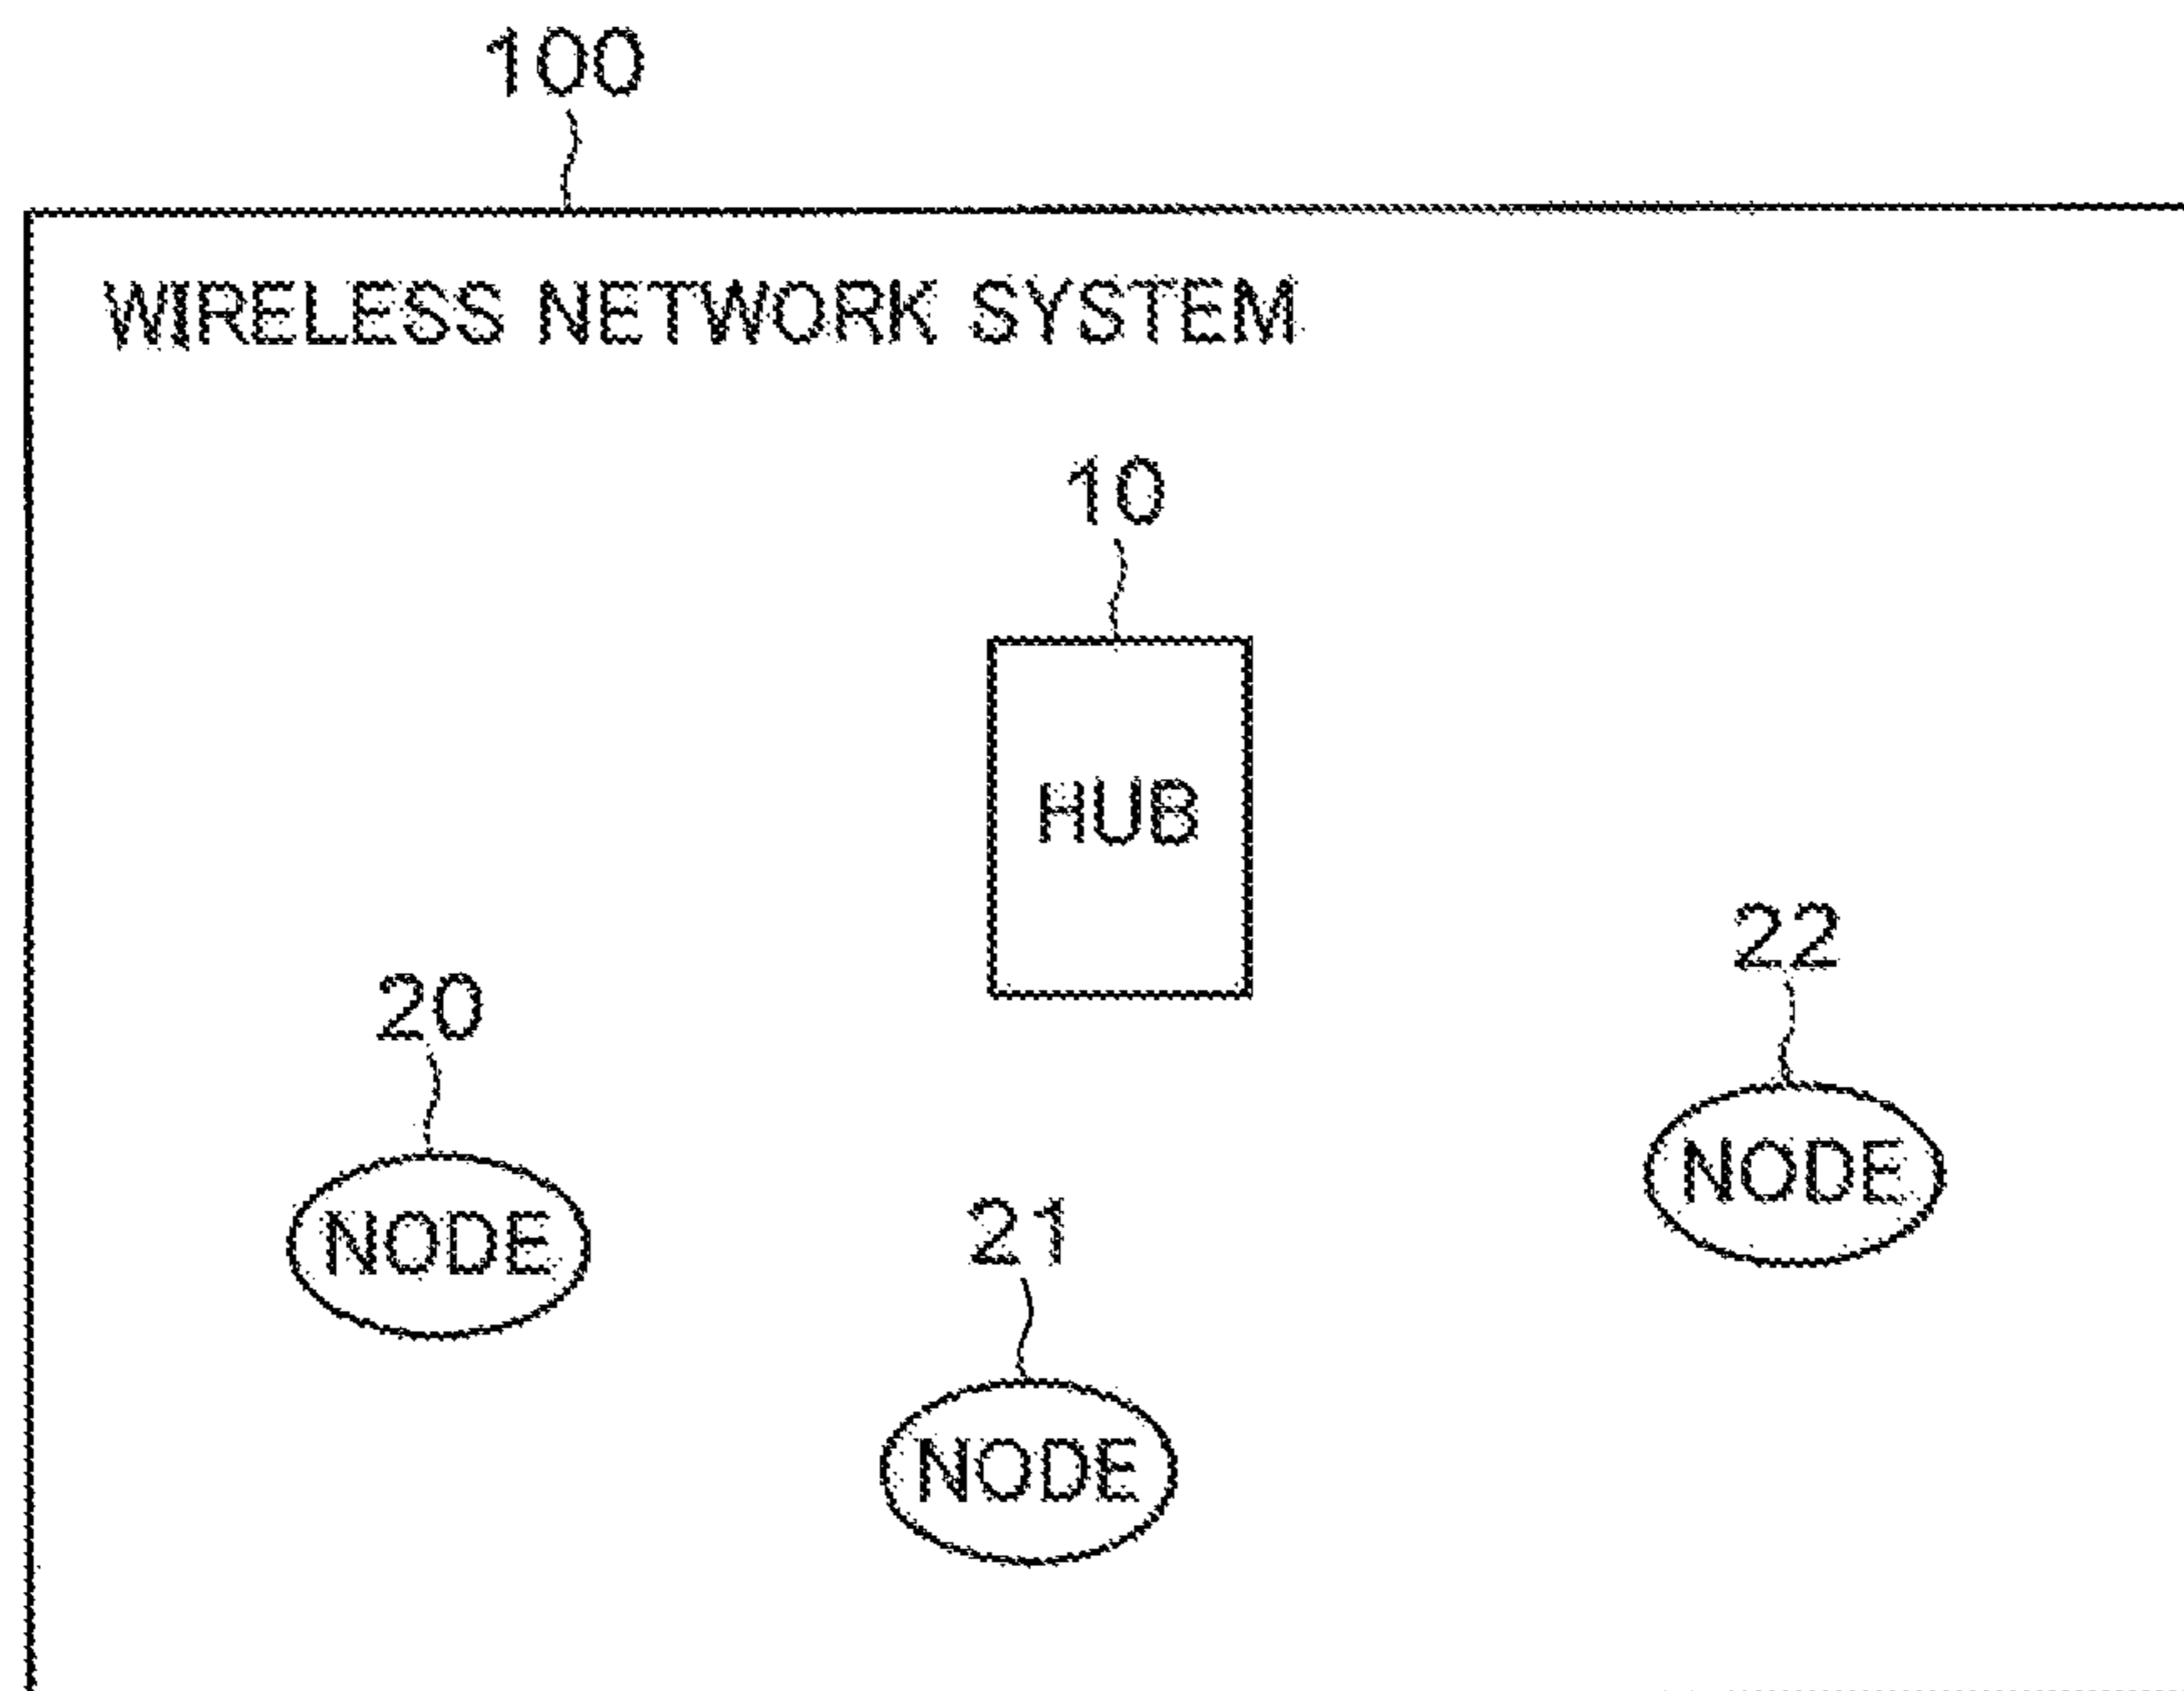 100
WIRELESS NETWORK SYSTEM
10
HUB
22
20
NODE
21
NODE
NODE